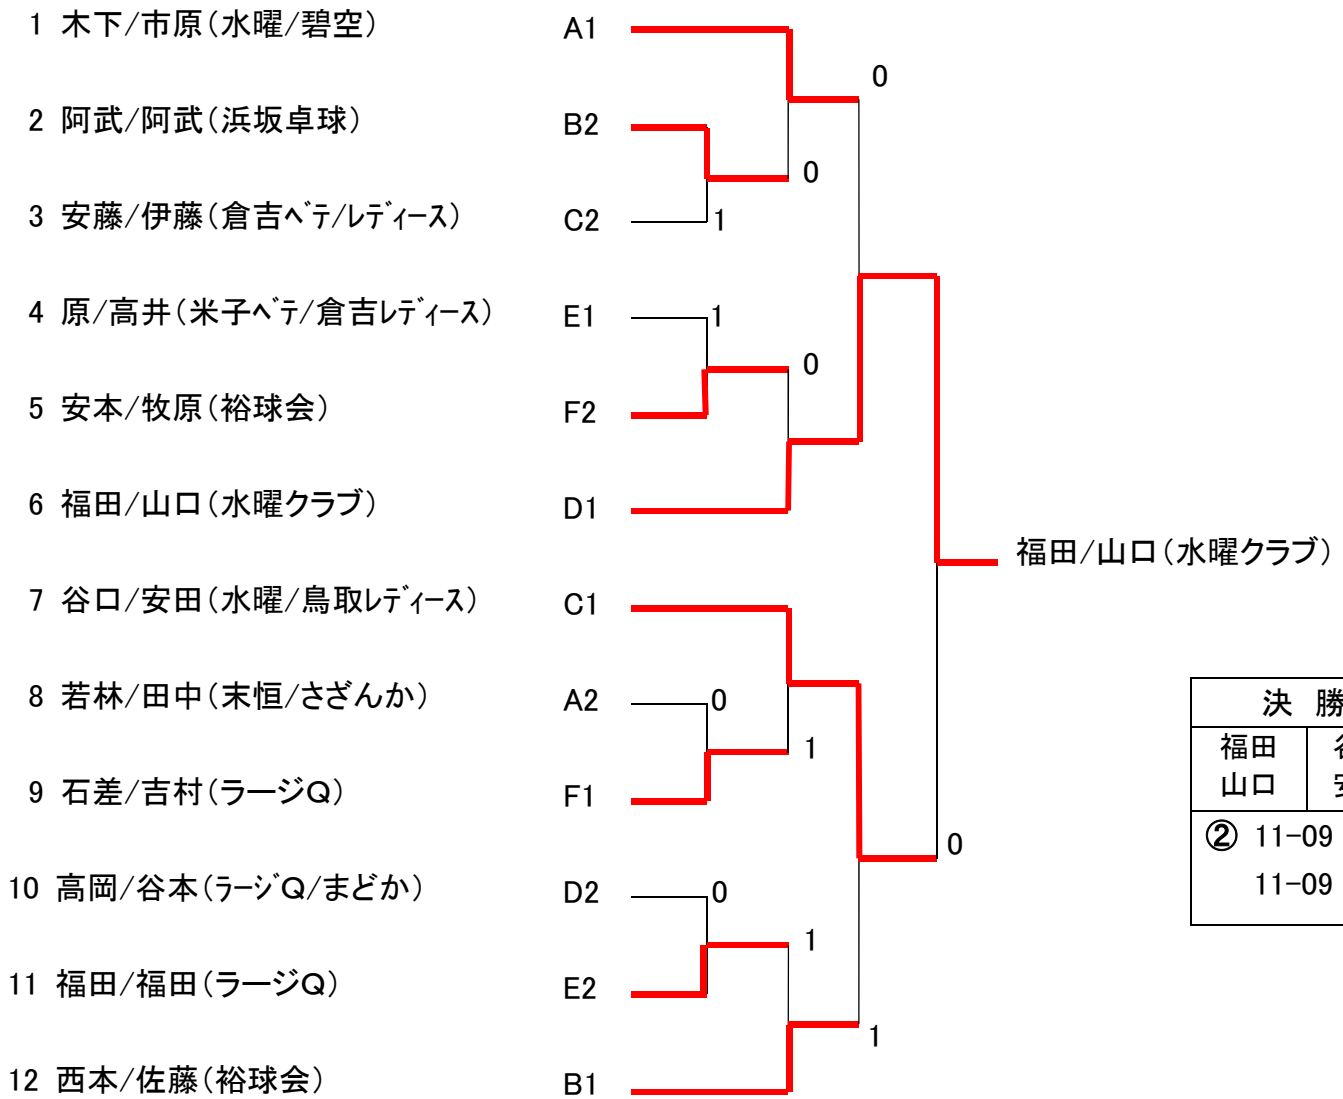 1 木下/市原(水曜/碧空) A1
0
2 阿武/阿武(浜坂卓球) B2
0
3 安藤/伊藤(倉吉ﾍﾞﾃ/ﾚﾃﾞｨｰｽ) C2 1
4 原/高井(米子ﾍﾞﾃ/倉吉ﾚﾃﾞｨｰｽ) E1 1
0
5 安本/牧原(裕球会) F2
6 福田/山口(水曜クラブ) D1
福田/山口(水曜クラブ)
7 谷口/安田(水曜/鳥取ﾚﾃﾞｨｰｽ) C1
8 若林/田中(末恒/さざんか) A2 0
1
9 石差/吉村(ラージQ) F1
0
10 高岡/谷本(ﾗｰｼﾞQ/まどか) D2 0
1
11 福田/福田(ラージQ) E2
1
12 西本/佐藤(裕球会) B1
決 勝
福田
山口
② 11-09
11-09